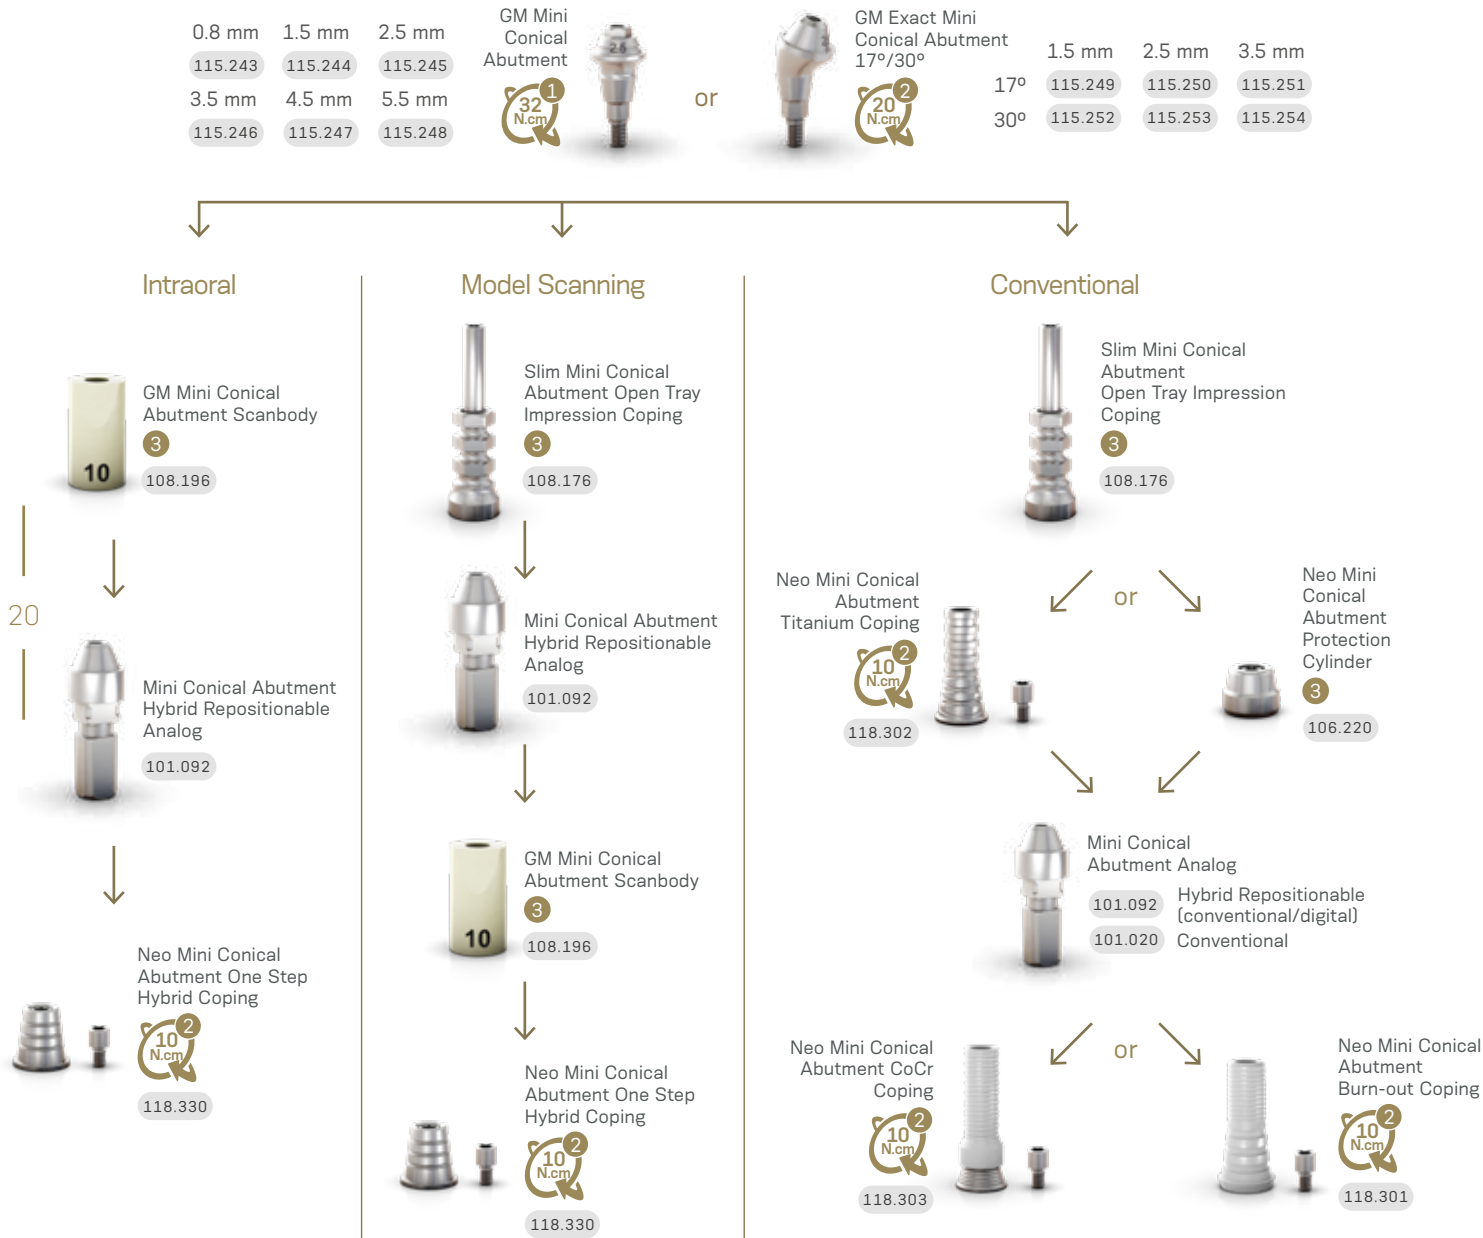 0.8 mm 1.5 mm 2.5 mm
115.243 115.244 115.245
3.5 mm 4.5 mm 5.5 mm
115.246 115.247 115.248
GM Mini
Conical
Abutment
1
32
N.cm
2.5
or
GM Exact Mini
Conical Abutment
17º/30º
2
20
N.cm
1.5 mm 2.5 mm 3.5 mm
17º 115.249 115.250 115.251
30º 115.252 115.253 115.254
Intraoral
GM Mini Conical
Abutment Scanbody
3
108.196
10
20
Mini Conical Abutment
Hybrid Repositionable
Analog
101.092
Neo Mini Conical
Abutment One Step
Hybrid Coping
2
10
N.cm
118.330
Model Scanning
Slim Mini Conical
Abutment Open Tray
Impression Coping
3
108.176
Mini Conical Abutment
Hybrid Repositionable
Analog
101.092
GM Mini Conical
Abutment Scanbody
3
108.196
10
Neo Mini Conical
Abutment One Step
Hybrid Coping
2
10
N.cm
118.330
Conventional
Slim Mini Conical
Abutment
Open Tray Impression
Coping
3
108.176
Neo Mini Conical
Abutment
Titanium Coping
2
10
N.cm
118.302
or
Neo Mini
Conical
Abutment
Protection
Cylinder
3
106.220
Mini Conical
Abutment Analog
101.092 Hybrid Repositionable
(conventional/digital)
101.020 Conventional
Neo Mini Conical
Abutment CoCr
Coping
2
10
N.cm
118.303
or
Neo Mini Conical
Abutment
Burn-out Coping
2
10
N.cm
118.301